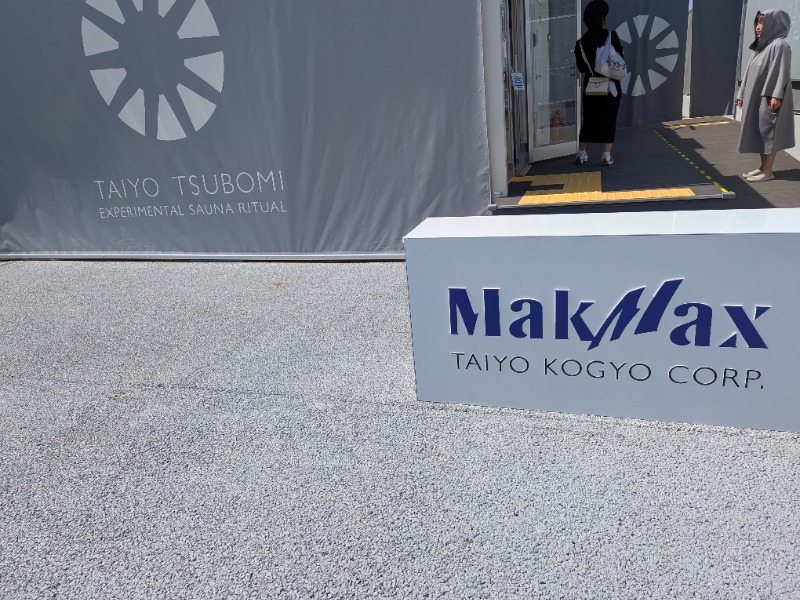 TAIYO TSUBOMI
EXPERIMENTAL SAUNA RITUAL
MakMax
TAIYO KOGYO CORP.